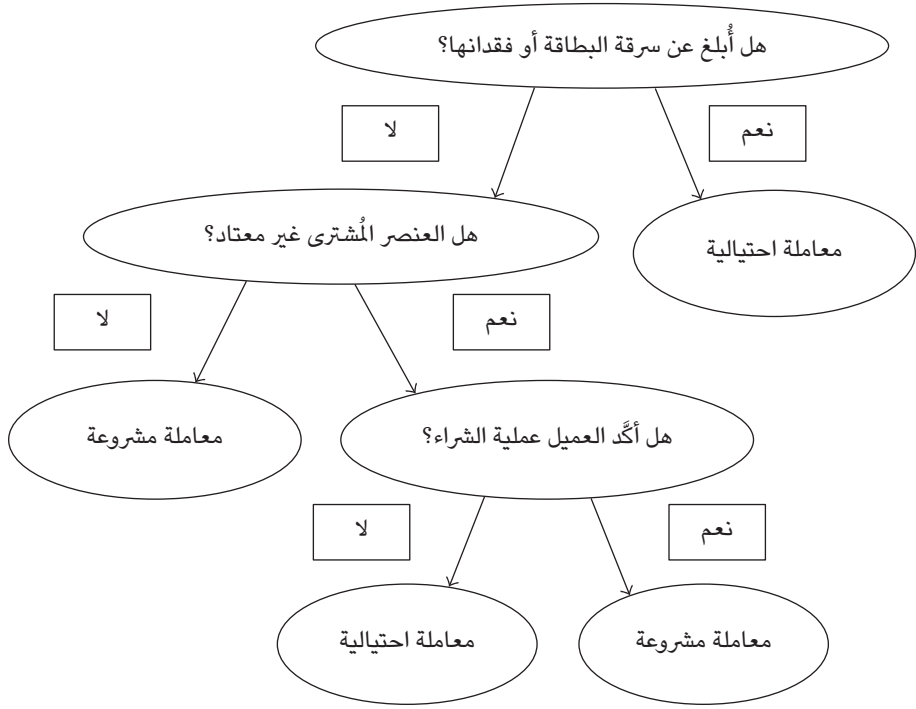 هل أُبلغ عن سرقة البطاقة أو فقدانها؟
نعم
لا
معاملة احتيالية
هل العنصر المُشترى غير معتاد؟
نعم
لا
هل أكَّد العميل عملية الشراء؟
معاملة مشروعة
نعم
لا
معاملة مشروعة
معاملة احتيالية